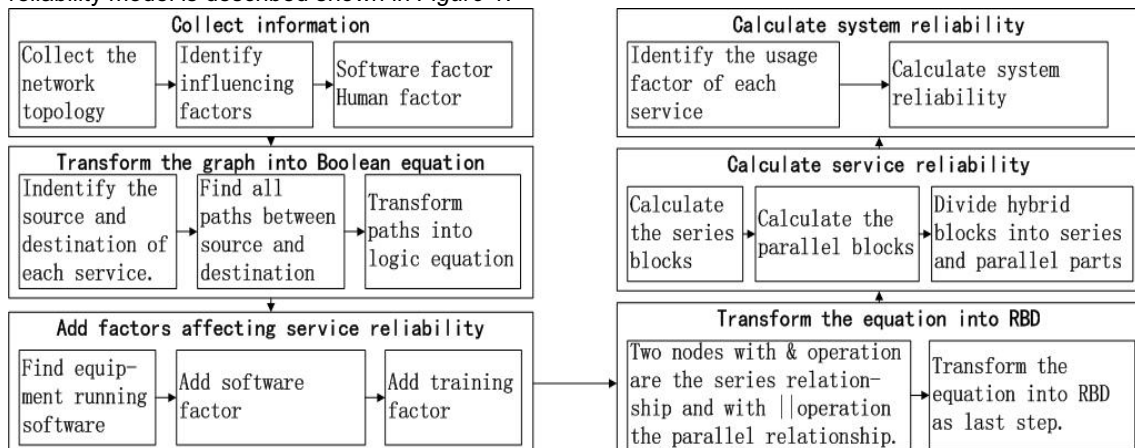 reliability model is described shown in Figure 1.
Collect information
Collect the
network
topology
Identify
influencing
factors
Software factor
Human factor
Transform the graph into Boolean equation
Indentify the
source and
destination of
each service.
Find all
paths between
source and
destination
Transform
paths into
logic equation
Add factors affecting service reliability
Find equip-
ment running
software
Add software
factor
Add training
factor
Calculate system reliability
Identify the usage
factor of each
service
Calculate system
reliability
Calculate service reliability
Calculate
the series
blocks
Calculate the
parallel blocks
Divide hybrid
blocks into series
and parallel parts
Transform the equation into RBD
Two nodes with & operation
are the series relation-
ship and with ||operation
the parallel relationship.
Transform the
equation into RBD
as last step.